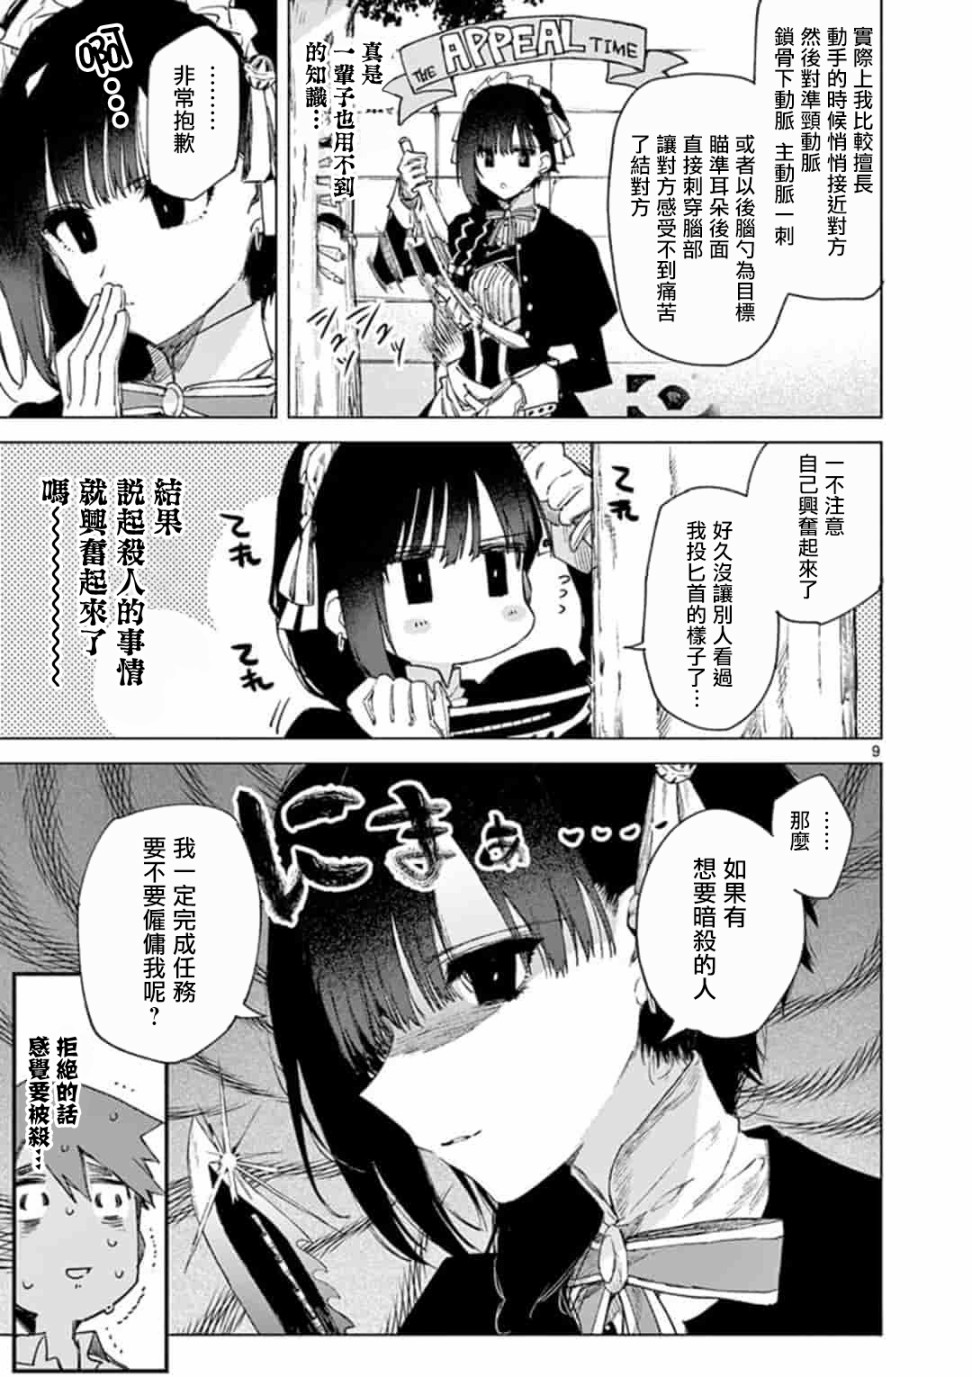 實際上我比較擅長
動手的時候悄悄接近對方
然後對準頸動脈
鎖骨下動脈 主動脈一刺
或者以後腦勺為目標
瞄準耳朵後面
直接刺穿腦部
讓對方感受不到痛苦
了結對方
THE APPEAL TIME
真是
一輩子也用不到
的知識…
………
非常抱歉
一不注意
自己興奮起來了
好久沒讓別人看過
我投匕首的樣子了…
てれ
てれ
てれ
結果
說起殺人的事情
就興奮起來了
嗎～～～～
9
……
那麼
如果有
想要暗殺的人
にまぁ…
我一定完成任務
要不要僱傭我呢?
拒絕的話
感覺要被殺…